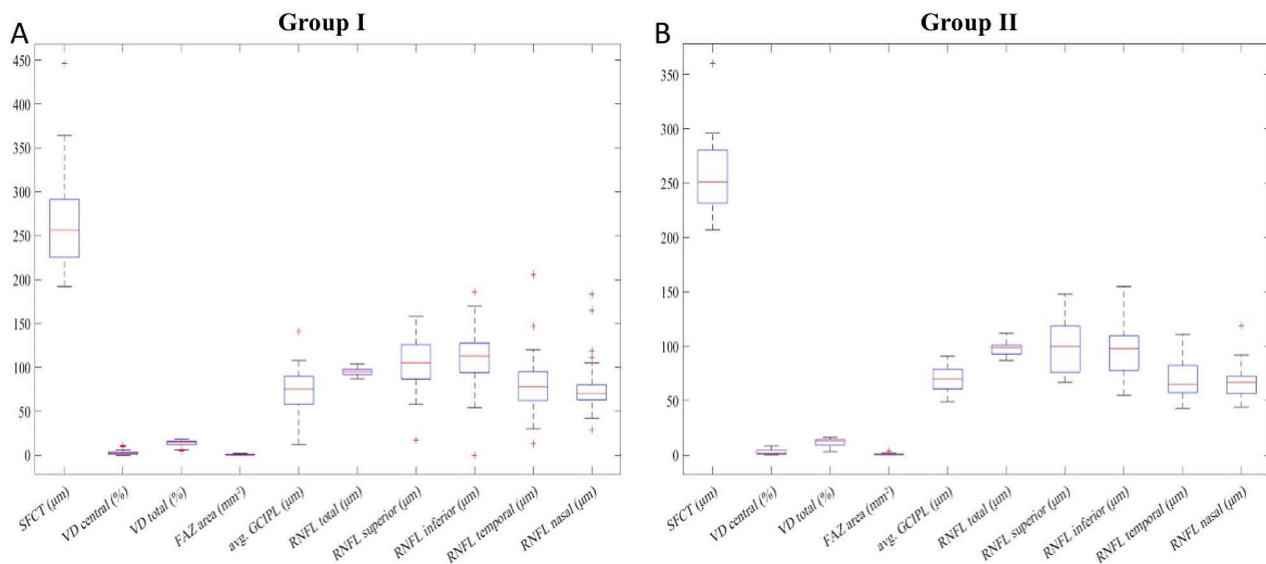 Group I
A
450
400
350
300
250
200
150
100
50
0
SFCT (μm)
VD central (%)
VD total (%)
FAZ area (mm²)
avg. GCIPL (μm)
RNFL total (μm)
RNFL superior (μm)
RNFL inferior (μm)
RNFL temporal (μm)
RNFL nasal (μm)
Group II
B
350
300
250
200
150
100
50
0
SFCT (μm)
VD central (%)
VD total (%)
FAZ area (mm²)
avg. GCIPL (μm)
RNFL total (μm)
RNFL superior (μm)
RNFL inferior (μm)
RNFL temporal (μm)
RNFL nasal (μm)